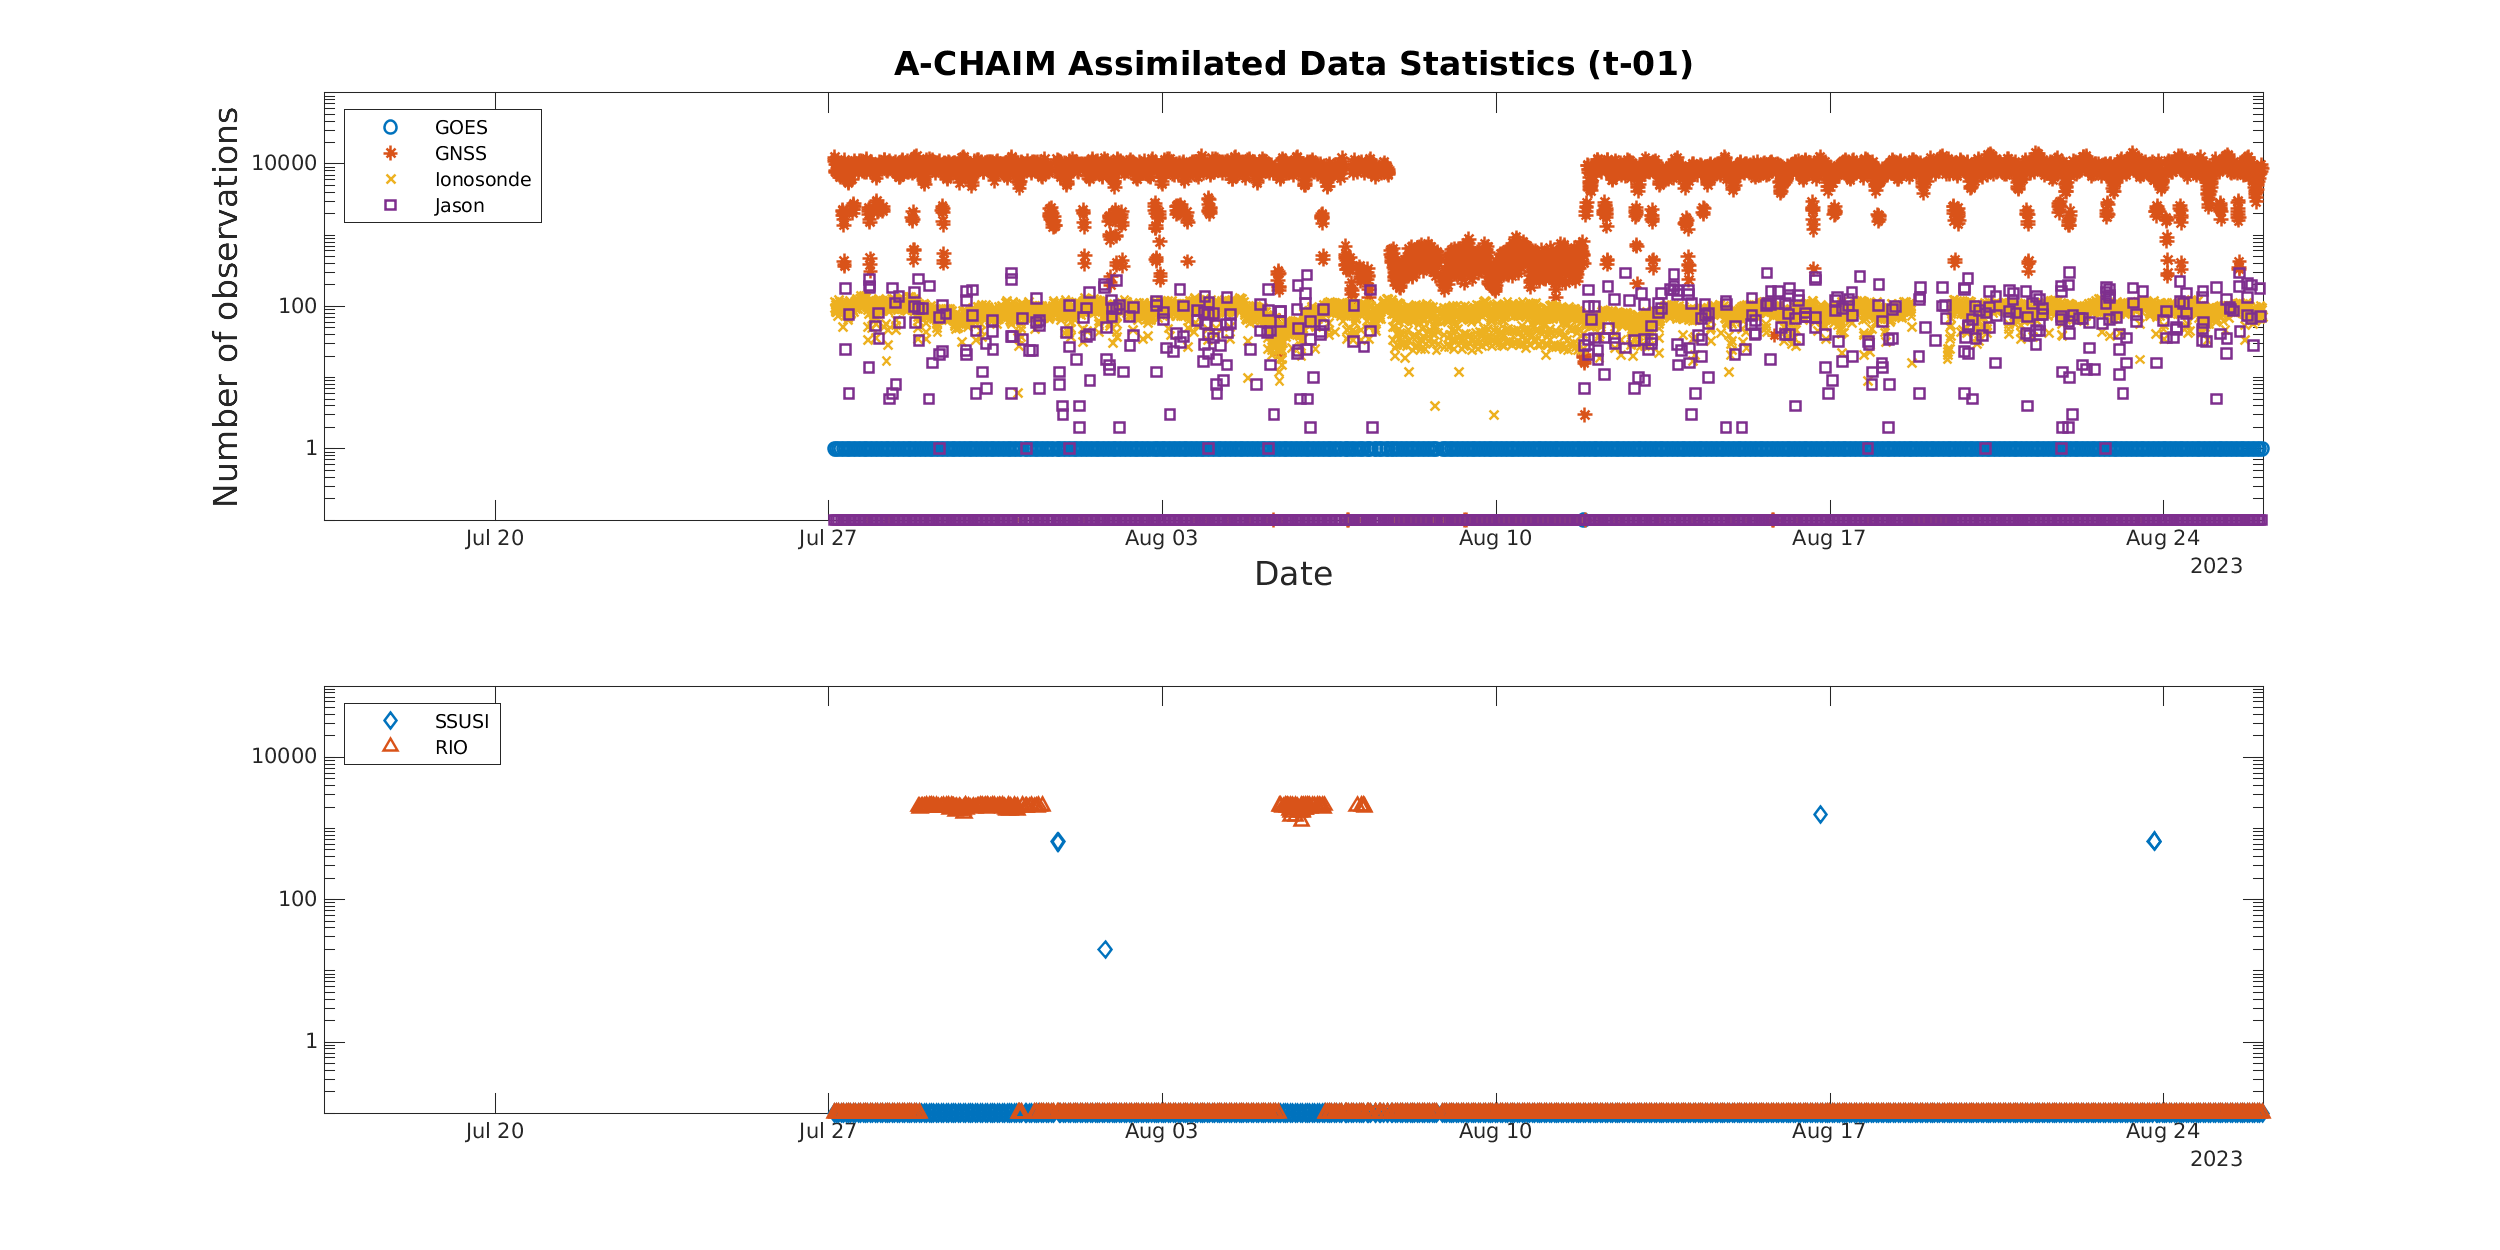 A-CHAIM Assimilated Data Statistics (t-01)
Number of observations
10000
100
1
GOES
GNSS
Ionosonde
Jason
Jul 20
Jul 27
Aug 03
Aug 10
Aug 17
Aug 24
2023
Date
10000
100
1
SSUSI
RIO
Jul 20
Jul 27
Aug 03
Aug 10
Aug 17
Aug 24
2023